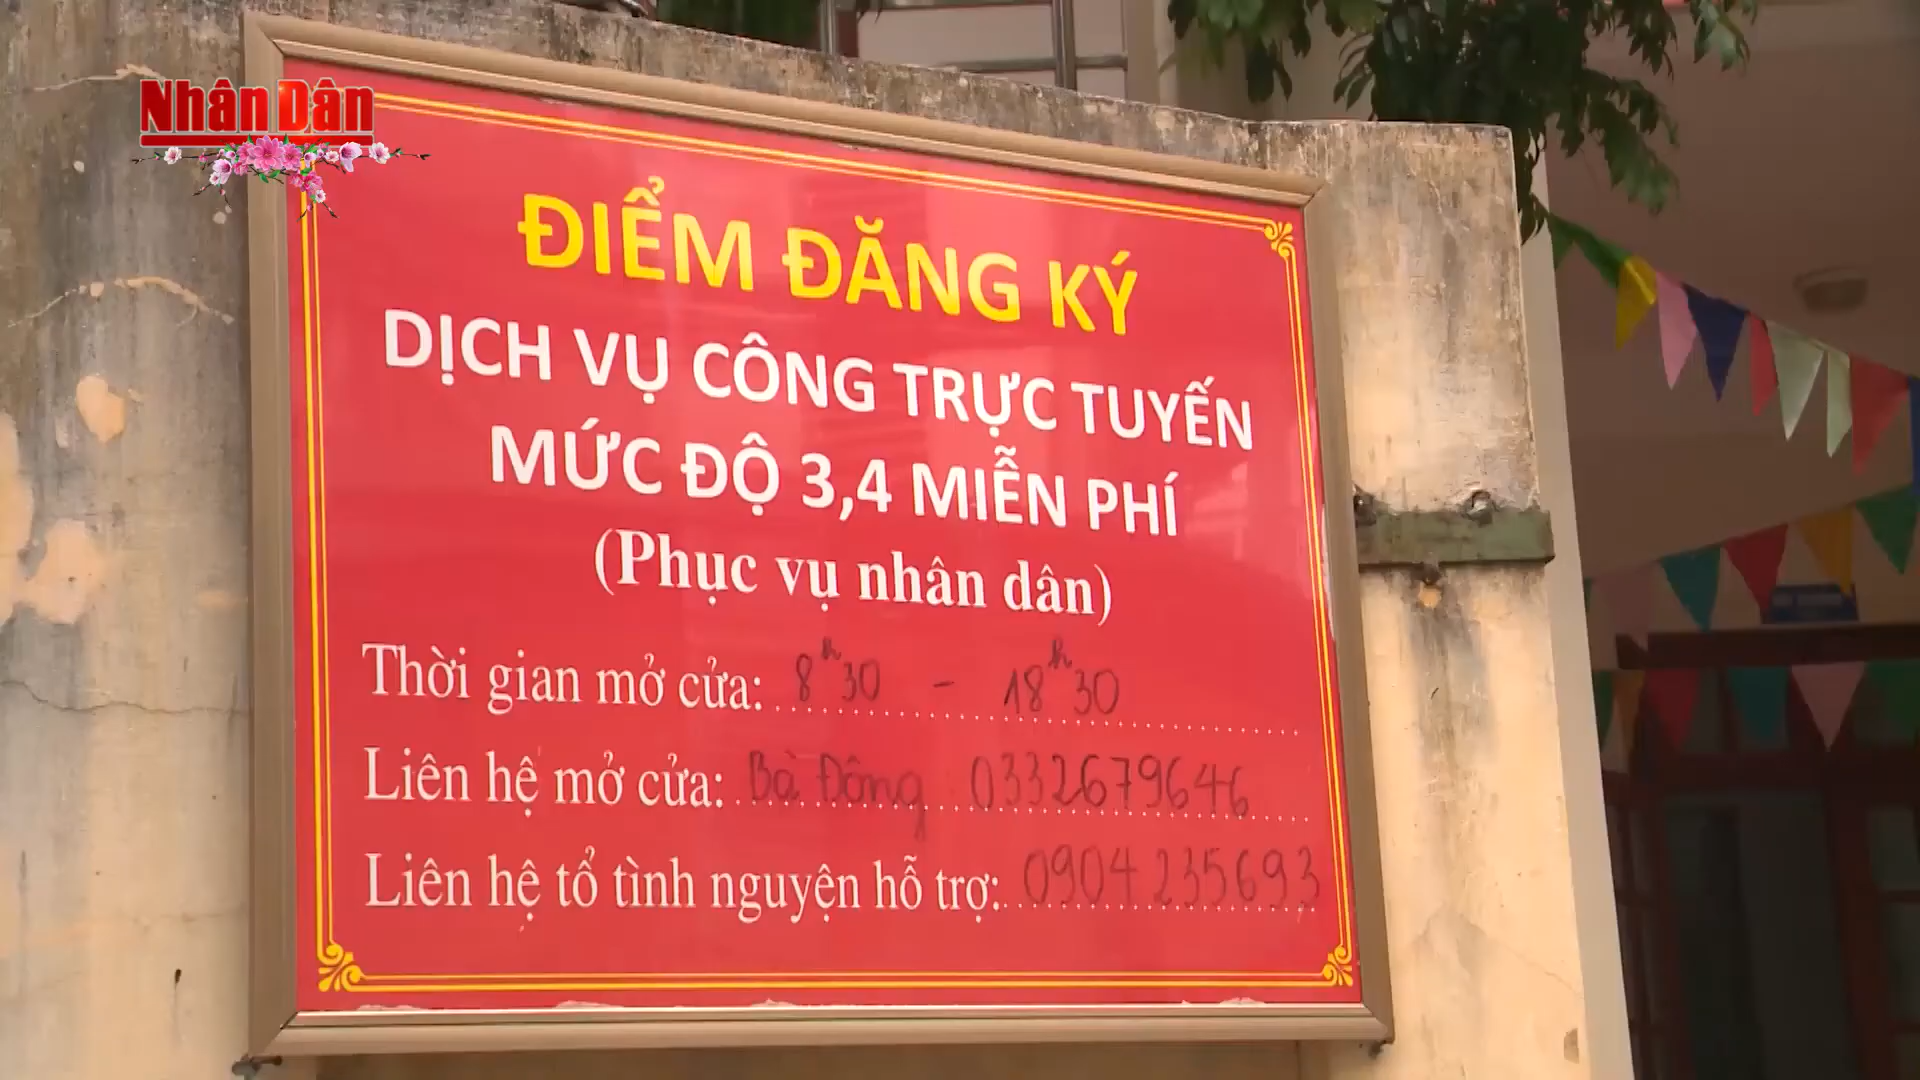 Nhân Dân
ĐIỂM ĐĂNG KÝ
DỊCH VỤ CÔNG TRỰC TUYẾN
MỨC ĐỘ 3,4 MIỄN PHÍ
(Phục vụ nhân dân)
Thời gian mở cửa: 8h30 - 18h30
Liên hệ mở cửa: Bà Đông 0332679646
Liên hệ tổ tình nguyện hỗ trợ: 0904235693